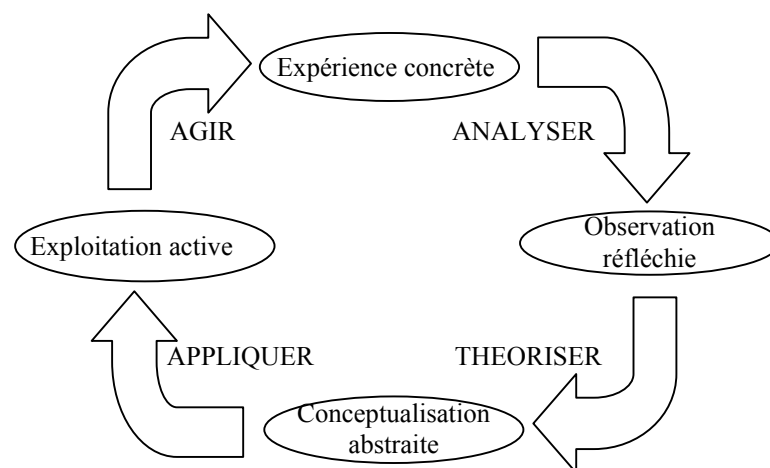 Expérience concrète
AGIR
ANALYSER
Exploitation active
Observation
réfléchie
APPLIQUER
THEORISER
Conceptualisation
abstraite